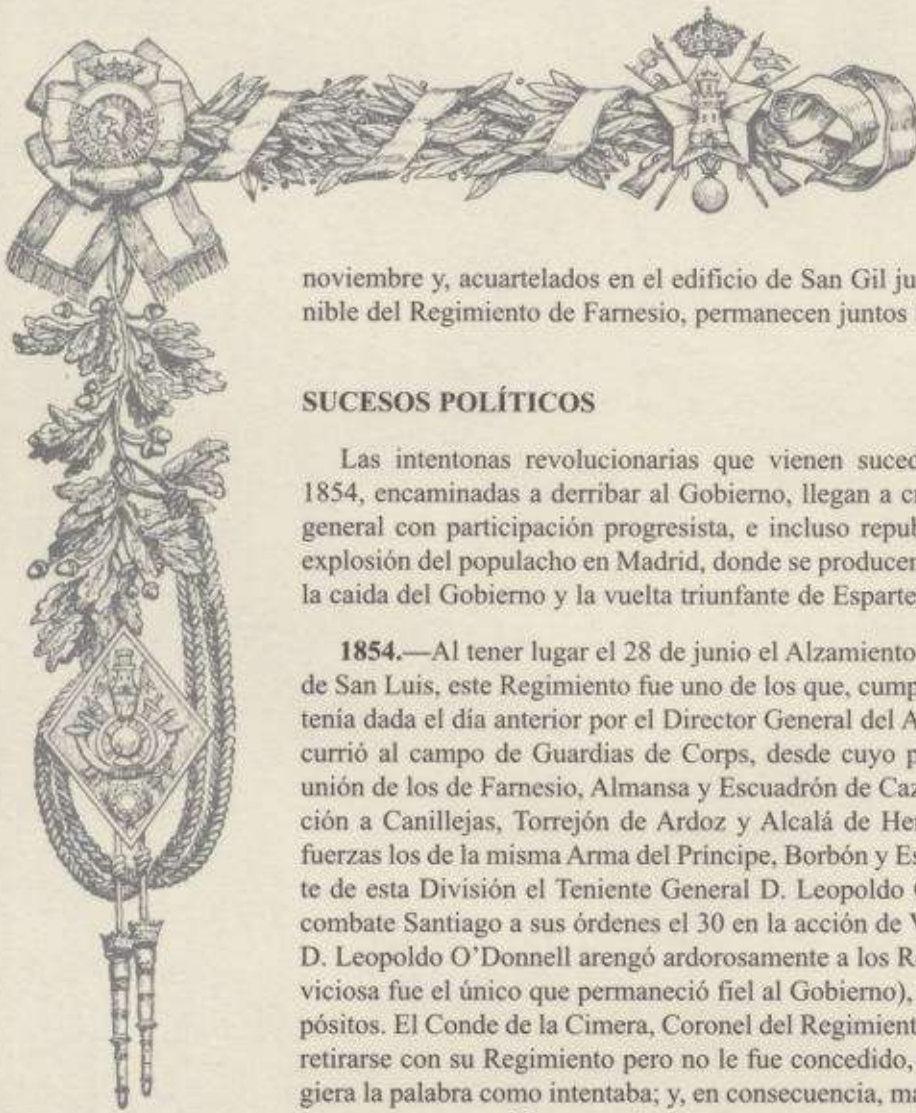 noviembre y, acuartelados en el edificio de San Gil ju
nible del Regimiento de Farnesio, permanecen juntos
SUCESOS POLÍTICOS
Las intentonas revolucionarias que vienen suced
1854, encaminadas a derribar al Gobierno, llegan a c
general con participación progresista, e incluso repul
explosión del populacho en Madrid, donde se producen
la caida del Gobierno y la vuelta triunfante de Esparte
1854.—Al tener lugar el 28 de junio el Alzamiento
de San Luis, este Regimiento fue uno de los que, cump
tenía dada el día anterior por el Director General del A
currió al campo de Guardias de Corps, desde cuyo p
unión de los de Farnesio, Almansa y Escuadrón de Caz
ción a Canillejas, Torrejón de Ardoz y Alcalá de He
fuerzas los de la misma Arma del Príncipe, Borbón y Es
te de esta División el Teniente General D. Leopoldo
combate Santiago a sus órdenes el 30 en la acción de V
D. Leopoldo O’Donnell arengó ardorosamente a los R
viciosa fue el único que permaneció fiel al Gobierno),
pósitos. El Conde de la Cimera, Coronel del Regimient
retirarse con su Regimiento pero no le fue concedido,
giera la palabra como intentaba; y, en consecuencia, ma